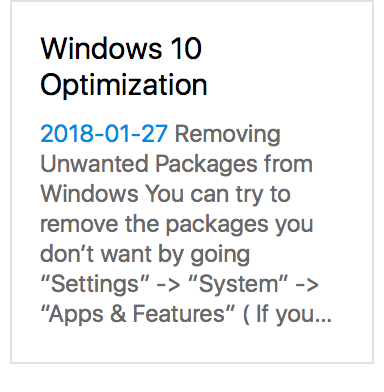 Windows 10
Optimization
2018-01-27 Removing
Unwanted Packages from
Windows You can try to
remove the packages you
don’t want by going
“Settings” -> “System” ->
“Apps & Features” ( If you...